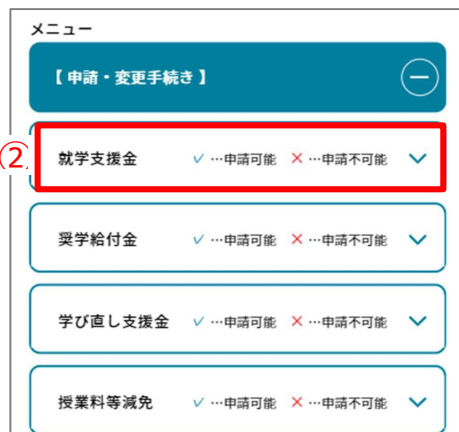 メニュー
【 申請・変更手続き 】
② 就学支援金 ✓ …申請可能 ✕ …申請不可能
奨学給付金 ✓ …申請可能 ✕ …申請不可能
学び直し支援金 ✓ …申請可能 ✕ …申請不可能
授業料等減免 ✓ …申請可能 ✕ …申請不可能